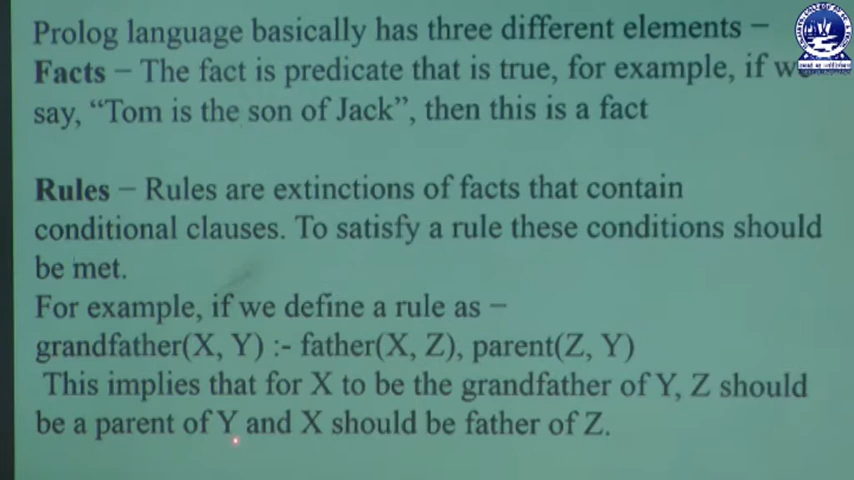 Prolog language basically has three different elements –
Facts – The fact is predicate that is true, for example, if we
say, “Tom is the son of Jack”, then this is a fact
Rules – Rules are extinctions of facts that contain
conditional clauses. To satisfy a rule these conditions should
be met.
For example, if we define a rule as –
grandfather(X, Y) :- father(X, Z), parent(Z, Y)
This implies that for X to be the grandfather of Y, Z should
be a parent of Y and X should be father of Z.